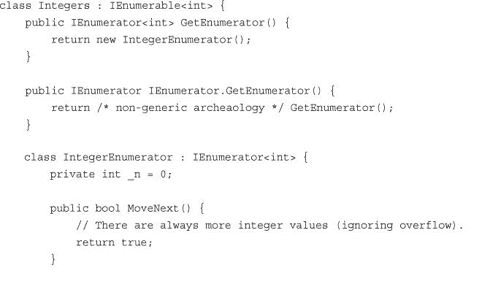 class Integers : IEnumerable<int> {
    public IEnumerator<int> GetEnumerator() {
        return new IntegerEnumerator();
    }

    public IEnumerator IEnumerator.GetEnumerator() {
        return /* non-generic archeaology */ GetEnumerator();
    }

    class IntegerEnumerator : IEnumerator<int> {
        private int _n = 0;

        public bool MoveNext() {
            // There are always more integer values (ignoring overflow).
            return true;
        }